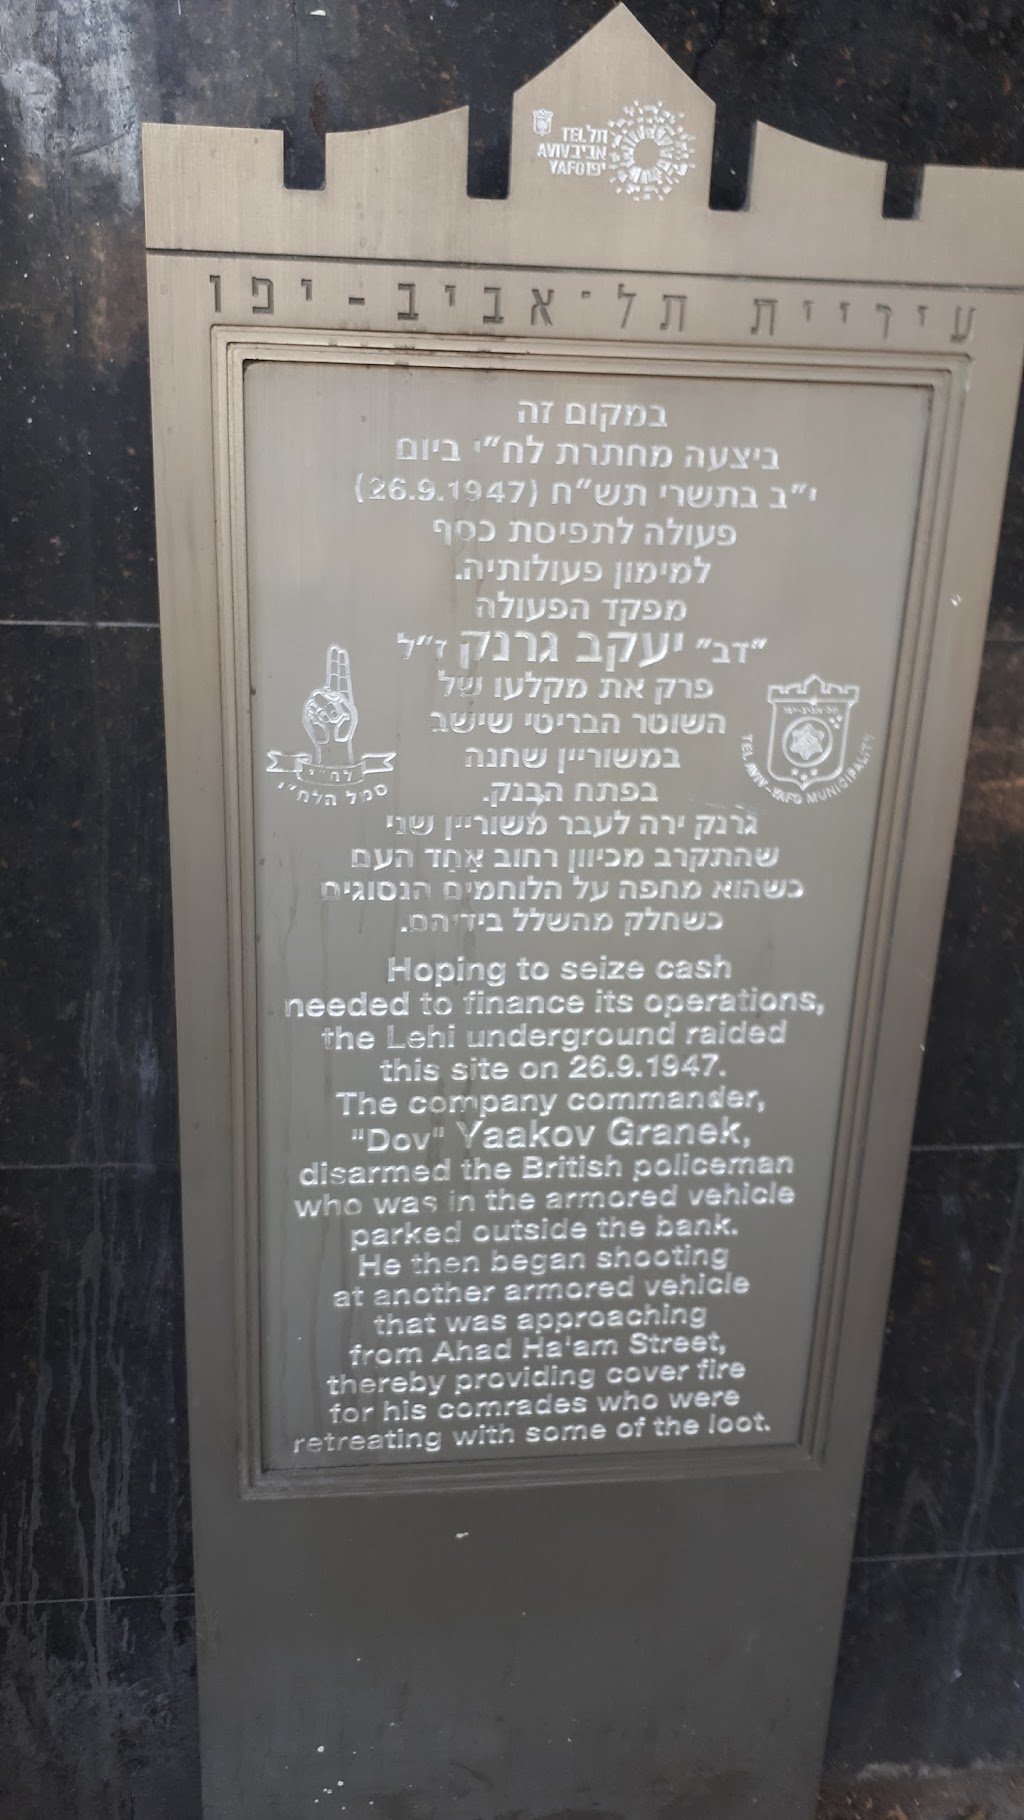 TEL תל
AVIV אביב
YAFO יפו
עיריית תל-אביב-יפו
במקום זה
ביצעה מחתרת לח"י ביום
י"ב בתשרי תש"ח (26.9.1947)
פעולה לתפיסת כסף
למימון פעולותיה.
מפקד הפעולה
"דב" יעקב גרנק ז"ל
פרק את מקלעו של
השוטר הבריטי שישב
במשוריין שחנה
בפתח הבנק.
גרנק ירה לעבר משוריין שני
שהתקרב מכיוון רחוב אַחַד העם
כשהוא מחפה על הלוחמים הנסוגים
כשחלק מהשלל בידיהם.
לח"י
סמל הלח"י
תל-אביב-יפו
TEL AVIV-YAFO MUNICIPALITY
Hoping to seize cash
needed to finance its operations,
the Lehi underground raided
this site on 26.9.1947.
The company commander,
"Dov" Yaakov Granek,
disarmed the British policeman
who was in the armored vehicle
parked outside the bank.
He then began shooting
at another armored vehicle
that was approaching
from Ahad Ha'am Street,
thereby providing cover fire
for his comrades who were
retreating with some of the loot.